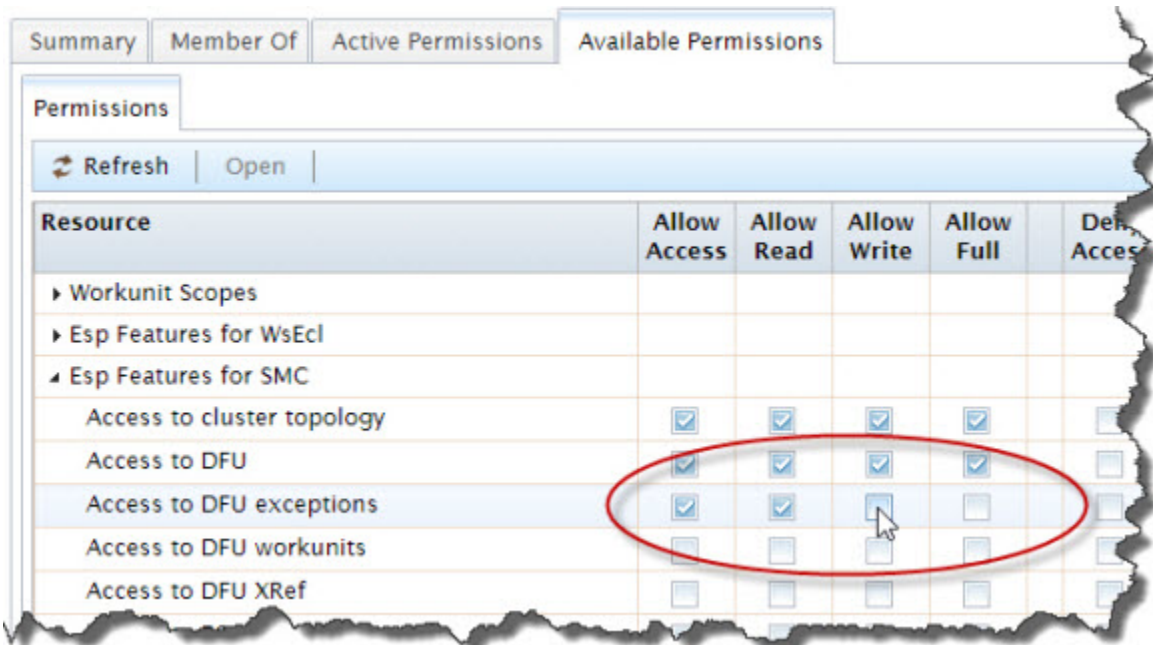 Summary Member Of Active Permissions Available Permissions
Permissions
Refresh Open
Resource Allow Access Allow Read Allow Write Allow Full
Workunit Scopes
Esp Features for WsEcl
Esp Features for SMC
Access to cluster topology
Access to DFU
Access to DFU exceptions
Access to DFU workunits
Access to DFU XRef